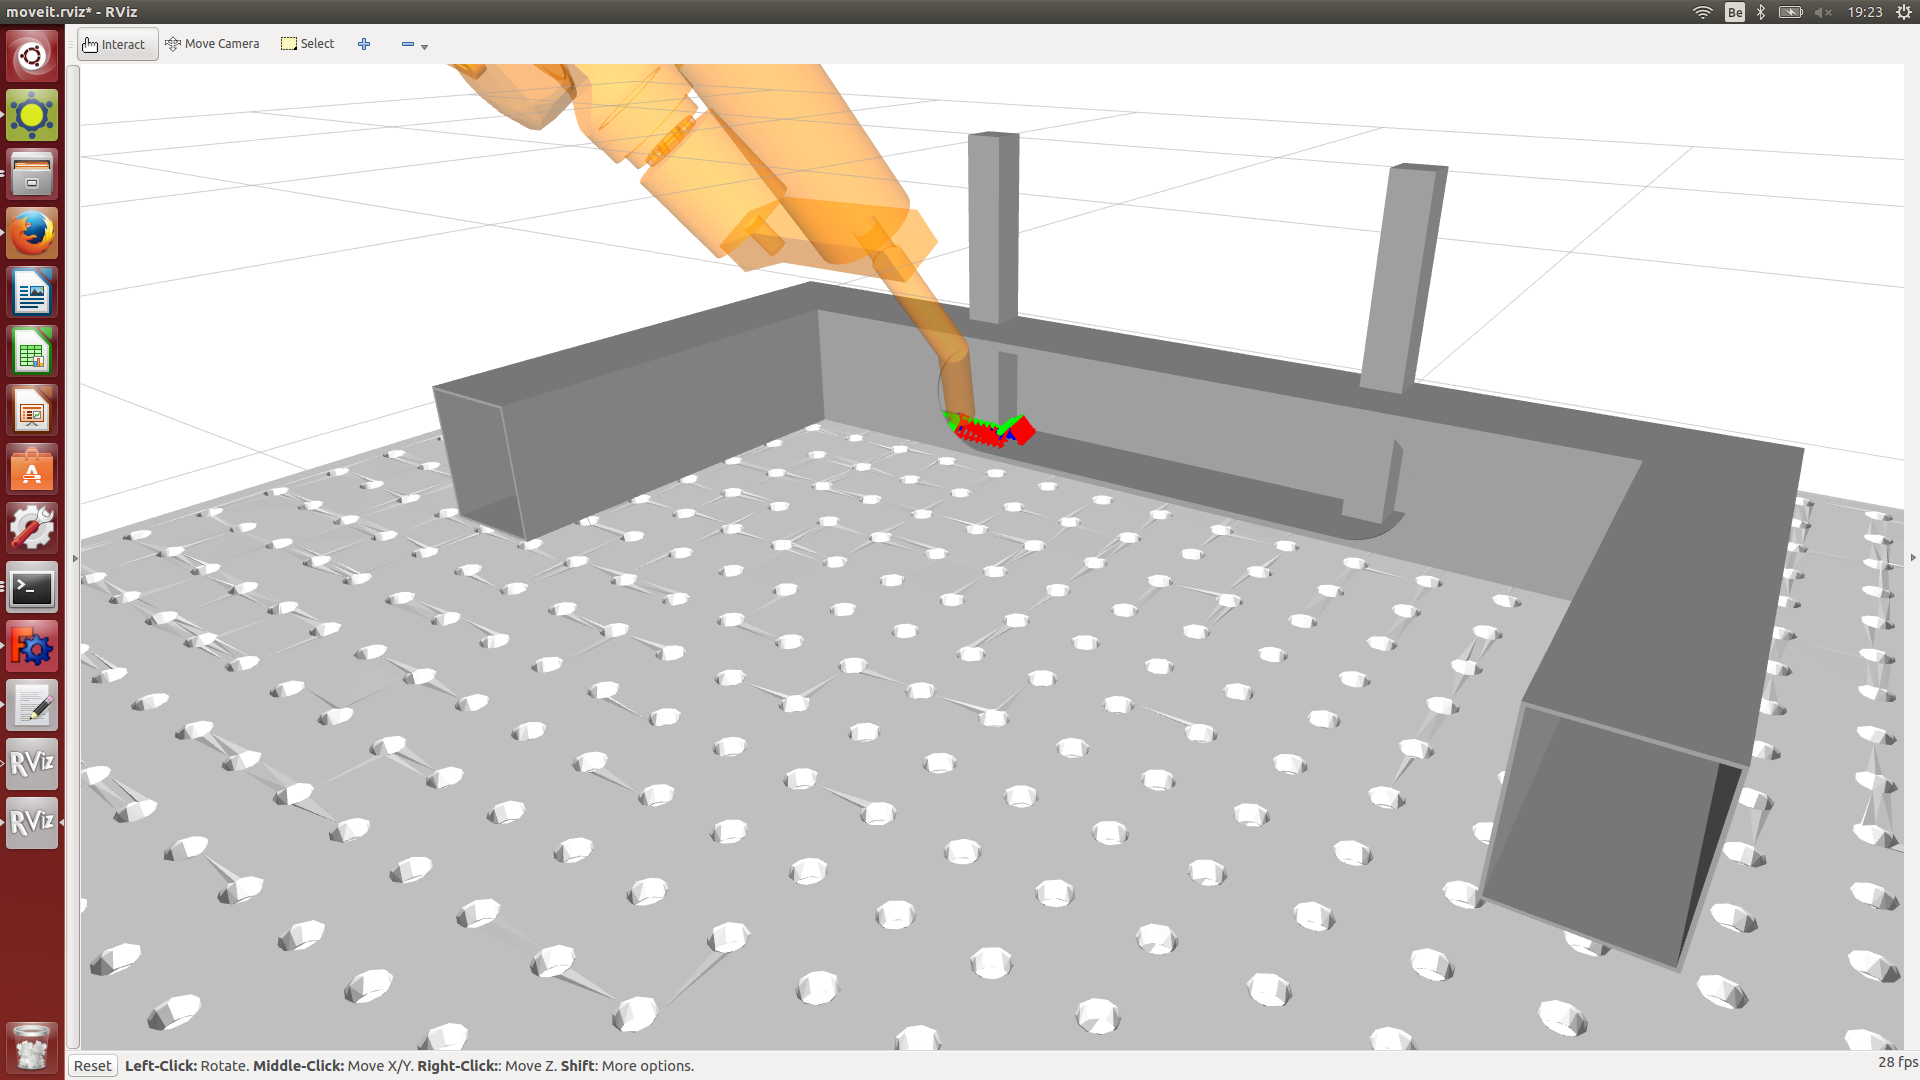 moveit.rviz* - RViz
Be
19:23
Interact
Move Camera
Select
RViz
RViz
Reset
Left-Click: Rotate. Middle-Click: Move X/Y. Right-Click:: Move Z. Shift: More options.
28 fps